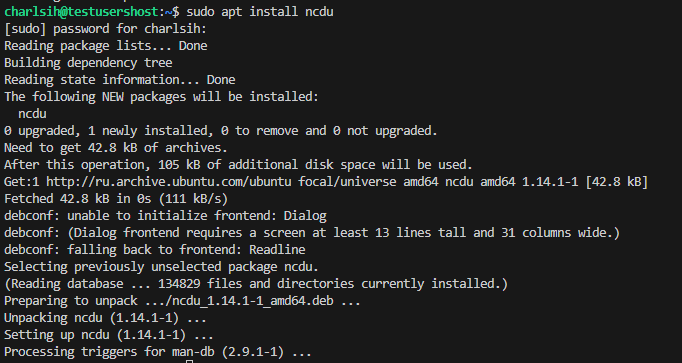 charlsih@testusershost:~$ sudo apt install ncdu
[sudo] password for charlsih:
Reading package lists... Done
Building dependency tree
Reading state information... Done
The following NEW packages will be installed:
  ncdu
0 upgraded, 1 newly installed, 0 to remove and 0 not upgraded.
Need to get 42.8 kB of archives.
After this operation, 105 kB of additional disk space will be used.
Get:1 http://ru.archive.ubuntu.com/ubuntu focal/universe amd64 ncdu amd64 1.14.1-1 [42.8 kB]
Fetched 42.8 kB in 0s (111 kB/s)
debconf: unable to initialize frontend: Dialog
debconf: (Dialog frontend requires a screen at least 13 lines tall and 31 columns wide.)
debconf: falling back to frontend: Readline
Selecting previously unselected package ncdu.
(Reading database ... 134829 files and directories currently installed.)
Preparing to unpack .../ncdu_1.14.1-1_amd64.deb ...
Unpacking ncdu (1.14.1-1) ...
Setting up ncdu (1.14.1-1) ...
Processing triggers for man-db (2.9.1-1) ...